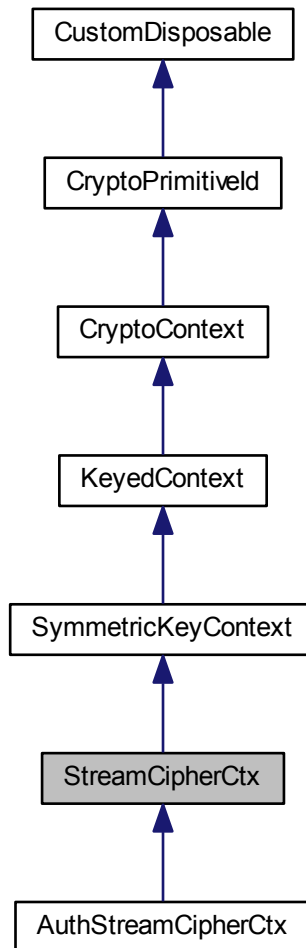 CustomDisposable
CryptoPrimitiveId
CryptoContext
KeyedContext
SymmetricKeyContext
StreamCipherCtx
AuthStreamCipherCtx